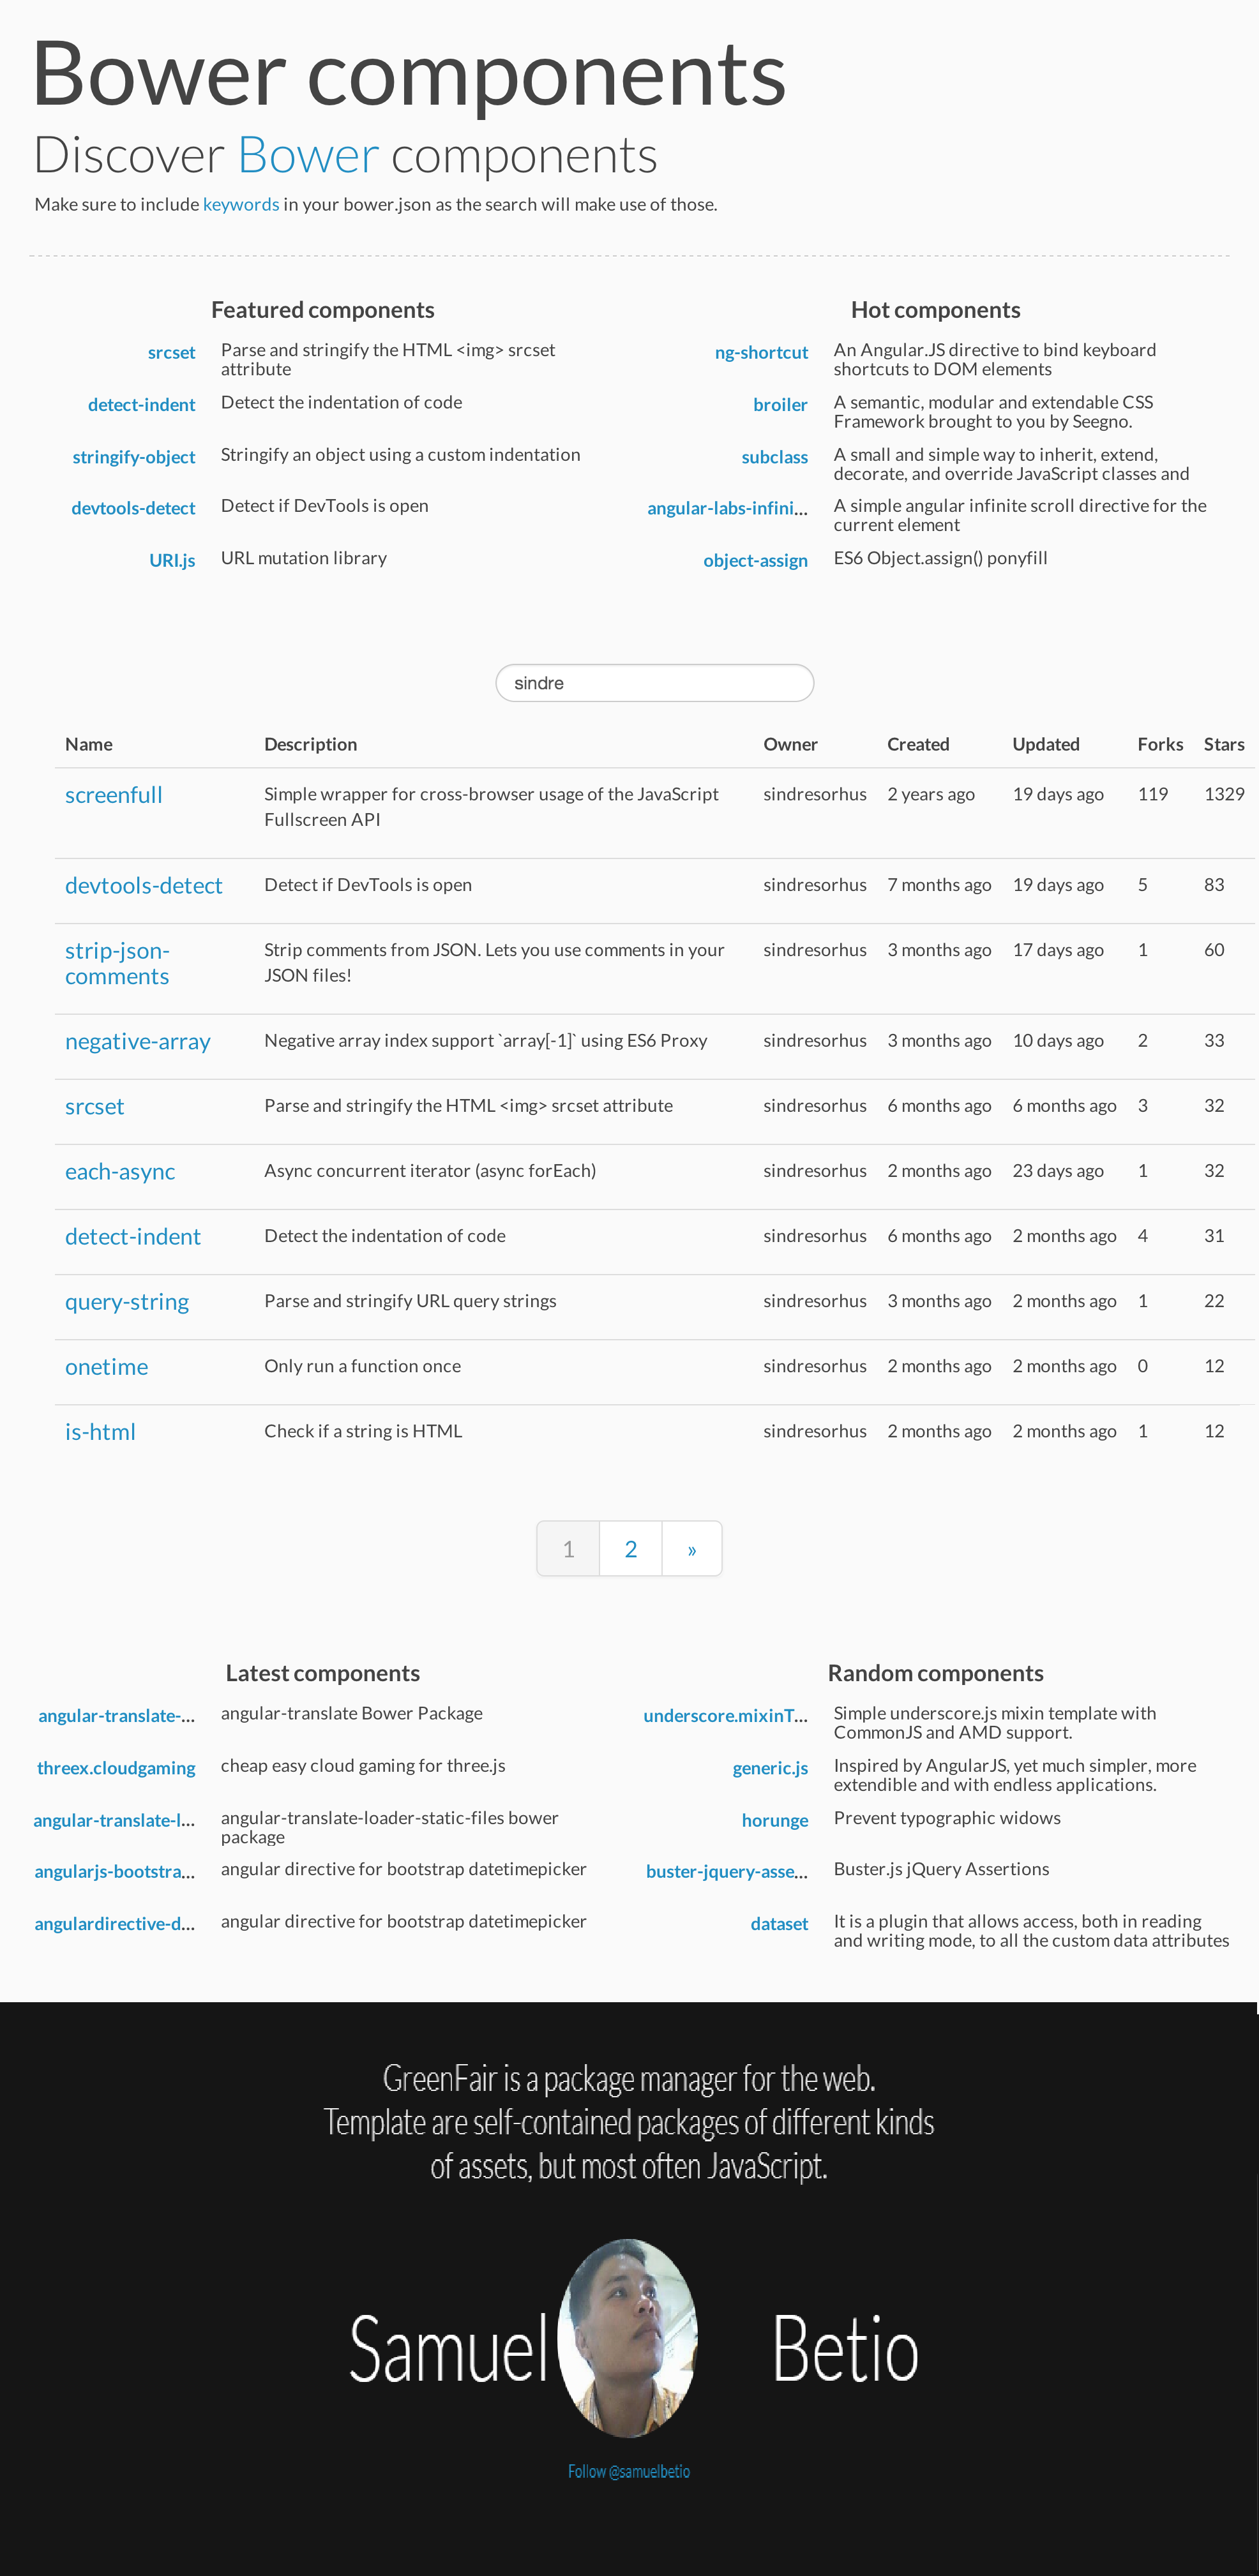 Bower components
Discover Bower components
Make sure to include keywords in your bower.json as the search will make use of those.
Featured components
srcset Parse and stringify the HTML <img> srcset
attribute
detect-indent Detect the indentation of code
stringify-object Stringify an object using a custom indentation
devtools-detect Detect if DevTools is open
URI.js URL mutation library
Hot components
ng-shortcut An Angular.JS directive to bind keyboard
shortcuts to DOM elements
broiler A semantic, modular and extendable CSS
Framework brought to you by Seegno.
subclass A small and simple way to inherit, extend,
decorate, and override JavaScript classes and
angular-labs-infini... A simple angular infinite scroll directive for the
current element
object-assign ES6 Object.assign() ponyfill
sindre
Name Description Owner Created Updated Forks Stars
screenfull Simple wrapper for cross-browser usage of the JavaScript sindresorhus 2 years ago 19 days ago 119 1329
Fullscreen API
devtools-detect Detect if DevTools is open sindresorhus 7 months ago 19 days ago 5 83
strip-json- Strip comments from JSON. Lets you use comments in your sindresorhus 3 months ago 17 days ago 1 60
comments JSON files!
negative-array Negative array index support `array[-1]` using ES6 Proxy sindresorhus 3 months ago 10 days ago 2 33
srcset Parse and stringify the HTML <img> srcset attribute sindresorhus 6 months ago 6 months ago 3 32
each-async Async concurrent iterator (async forEach) sindresorhus 2 months ago 23 days ago 1 32
detect-indent Detect the indentation of code sindresorhus 6 months ago 2 months ago 4 31
query-string Parse and stringify URL query strings sindresorhus 3 months ago 2 months ago 1 22
onetime Only run a function once sindresorhus 2 months ago 2 months ago 0 12
is-html Check if a string is HTML sindresorhus 2 months ago 2 months ago 1 12
1 2 »
Latest components
angular-translate-... angular-translate Bower Package
threex.cloudgaming cheap easy cloud gaming for three.js
angular-translate-l... angular-translate-loader-static-files bower
package
angularjs-bootstra... angular directive for bootstrap datetimepicker
angulardirective-d... angular directive for bootstrap datetimepicker
Random components
underscore.mixinT... Simple underscore.js mixin template with
CommonJS and AMD support.
generic.js Inspired by AngularJS, yet much simpler, more
extendible and with endless applications.
horunge Prevent typographic widows
buster-jquery-asse... Buster.js jQuery Assertions
dataset It is a plugin that allows access, both in reading
and writing mode, to all the custom data attributes
GreenFair is a package manager for the web.
Template are self-contained packages of different kinds
of assets, but most often JavaScript.
Samuel Betio
Follow @samuelbetio